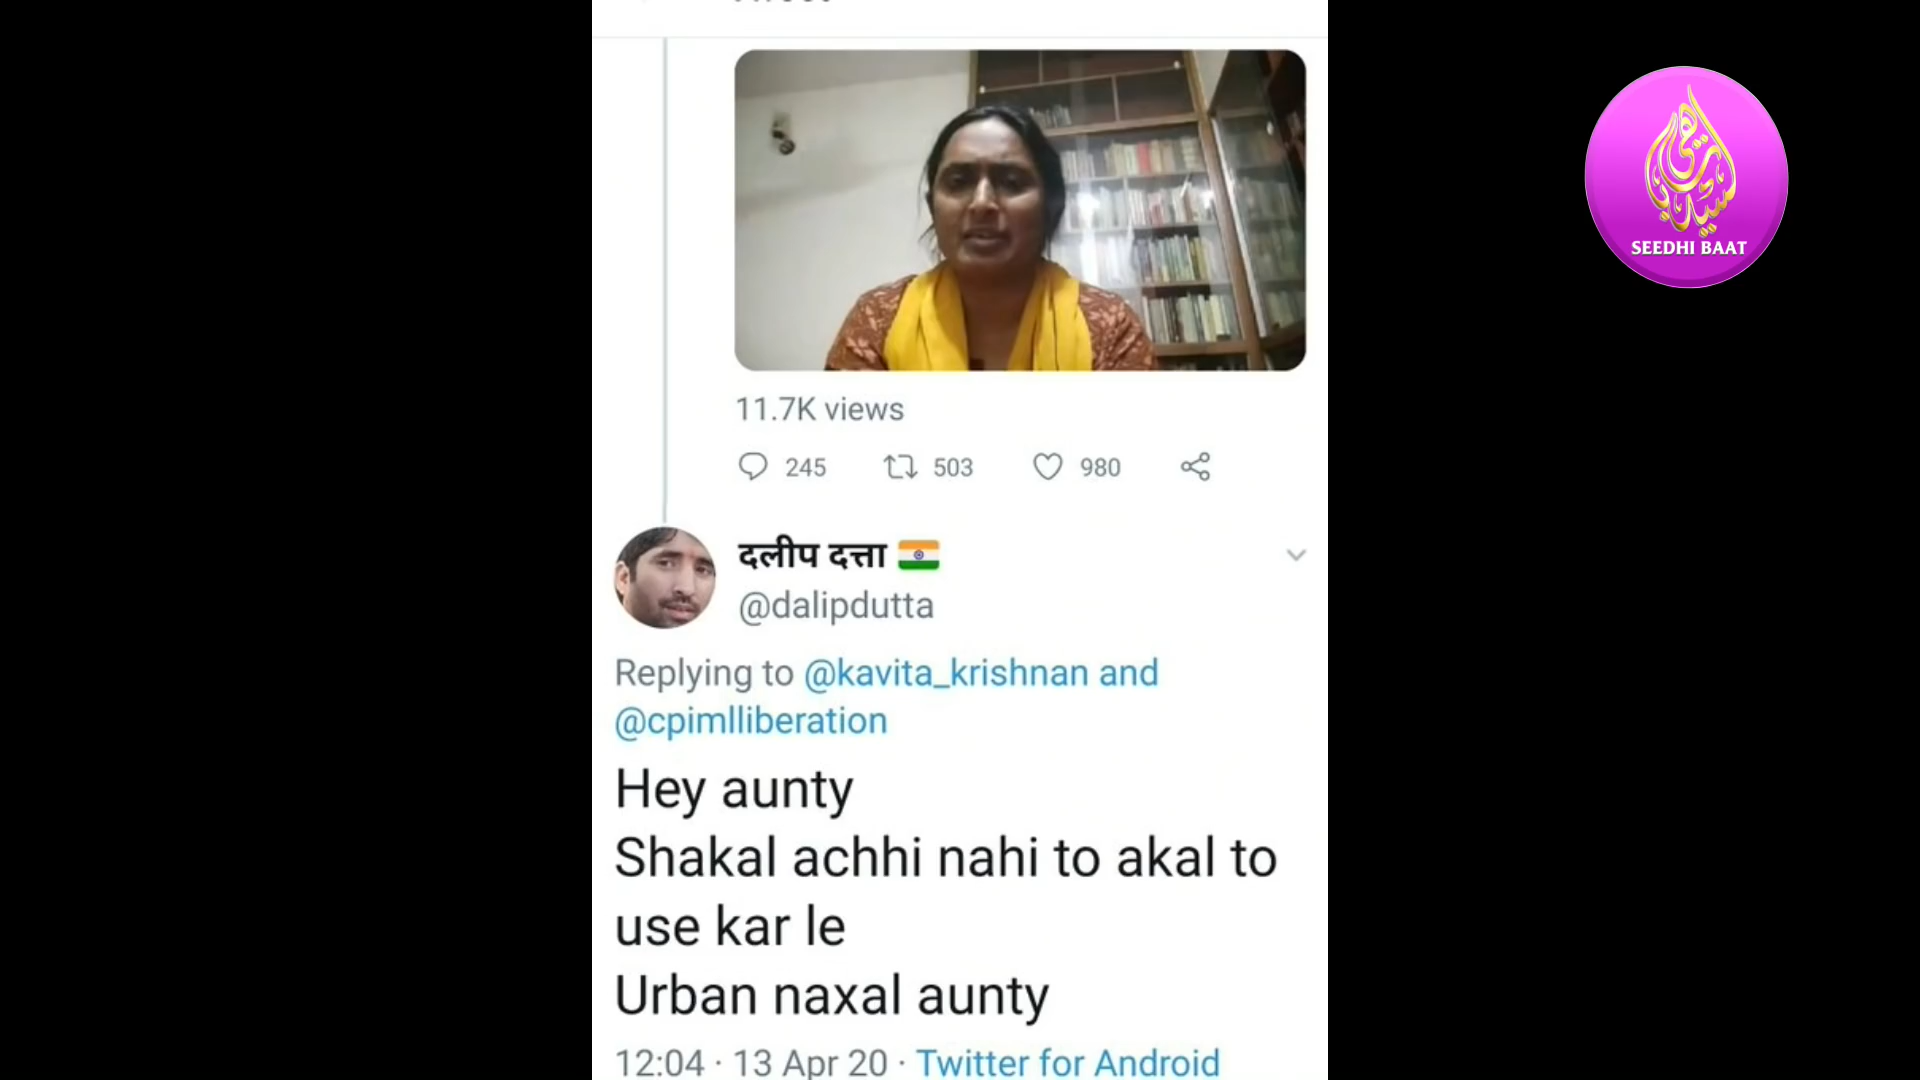 11.7K views
245 503 980
दलीप दत्ता
@dalipdutta
Replying to @kavita_krishnan and
@cpimlliberation
Hey aunty
Shakal achhi nahi to akal to
use kar le
Urban naxal aunty
12:04 · 13 Apr 20 · Twitter for Android
SEEDHI BAAT